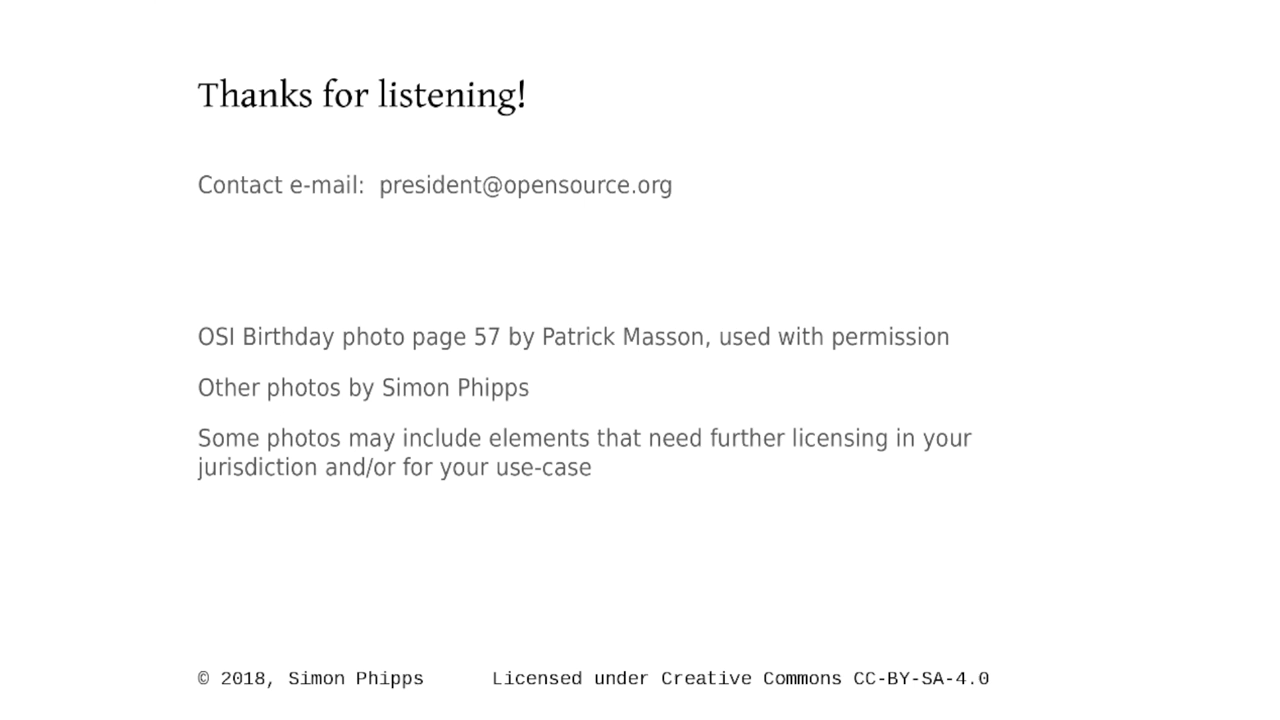 Thanks for listening!
Contact e-mail:  president@opensource.org
OSI Birthday photo page 57 by Patrick Masson, used with permission
Other photos by Simon Phipps
Some photos may include elements that need further licensing in your
jurisdiction and/or for your use-case
© 2018, Simon Phipps      Licensed under Creative Commons CC-BY-SA-4.0